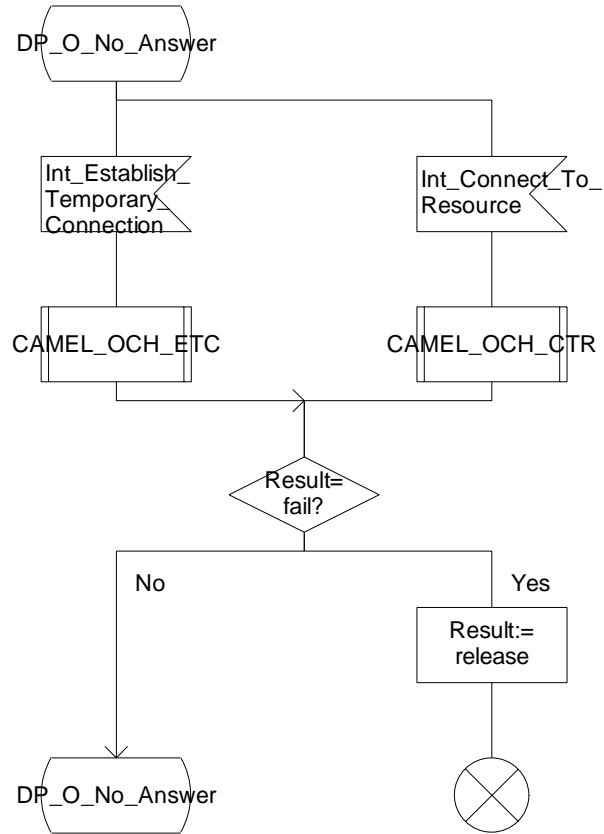 DP_O_No_Answer
Int_Establish_
Temporary_
Connection
Int_Connect_To_
Resource
CAMEL_OCH_ETC
CAMEL_OCH_CTR
Result=
fail?
No
Yes
Result:=
release
DP_O_No_Answer